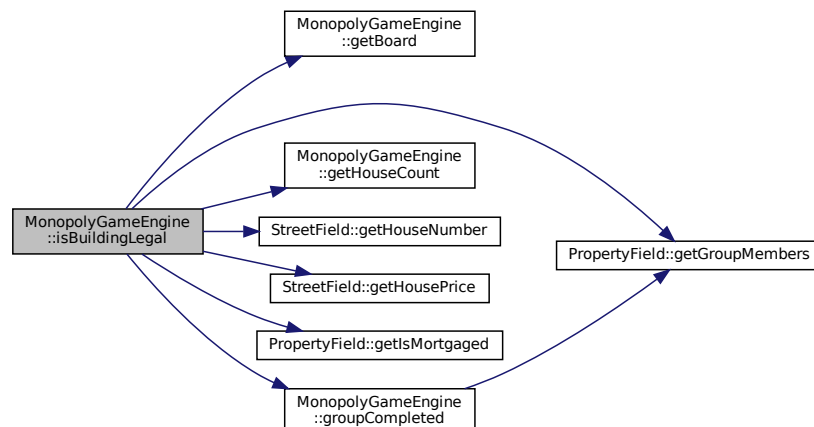 MonopolyGameEngine
::getBoard
MonopolyGameEngine
::getHouseCount
MonopolyGameEngine
::isBuildingLegal
StreetField::getHouseNumber
PropertyField::getGroupMembers
StreetField::getHousePrice
PropertyField::getIsMortgaged
MonopolyGameEngine
::groupCompleted